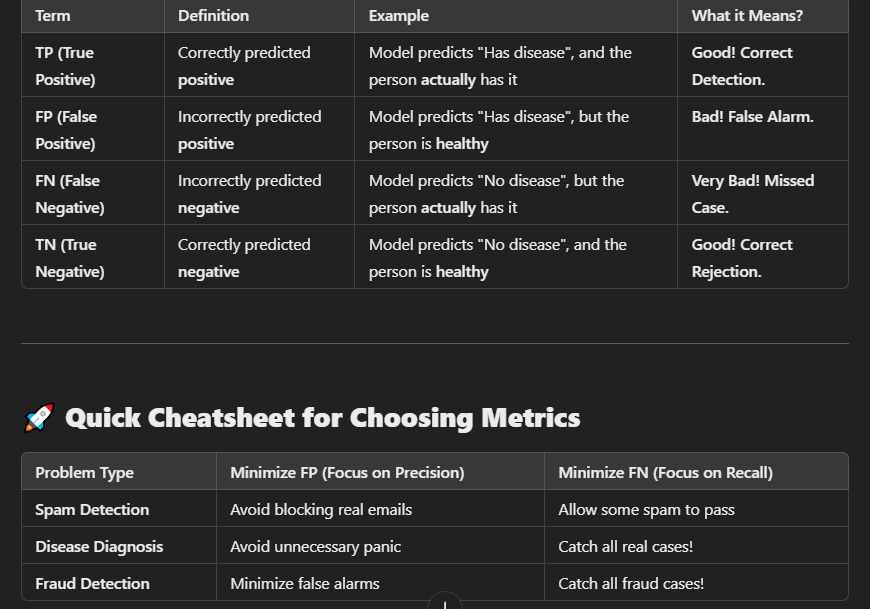 Term Definition Example What it Means?
TP (True Correctly predicted Model predicts "Has disease", and the Good! Correct
Positive) positive person actually has it Detection.
FP (False Incorrectly predicted Model predicts "Has disease", but the Bad! False Alarm.
Positive) positive person is healthy
FN (False Incorrectly predicted Model predicts "No disease", but the Very Bad! Missed
Negative) negative person actually has it Case.
TN (True Correctly predicted Model predicts "No disease", and the Good! Correct
Negative) negative person is healthy Rejection.
🚀 Quick Cheatsheet for Choosing Metrics
Problem Type Minimize FP (Focus on Precision) Minimize FN (Focus on Recall)
Spam Detection Avoid blocking real emails Allow some spam to pass
Disease Diagnosis Avoid unnecessary panic Catch all real cases!
Fraud Detection Minimize false alarms Catch all fraud cases!